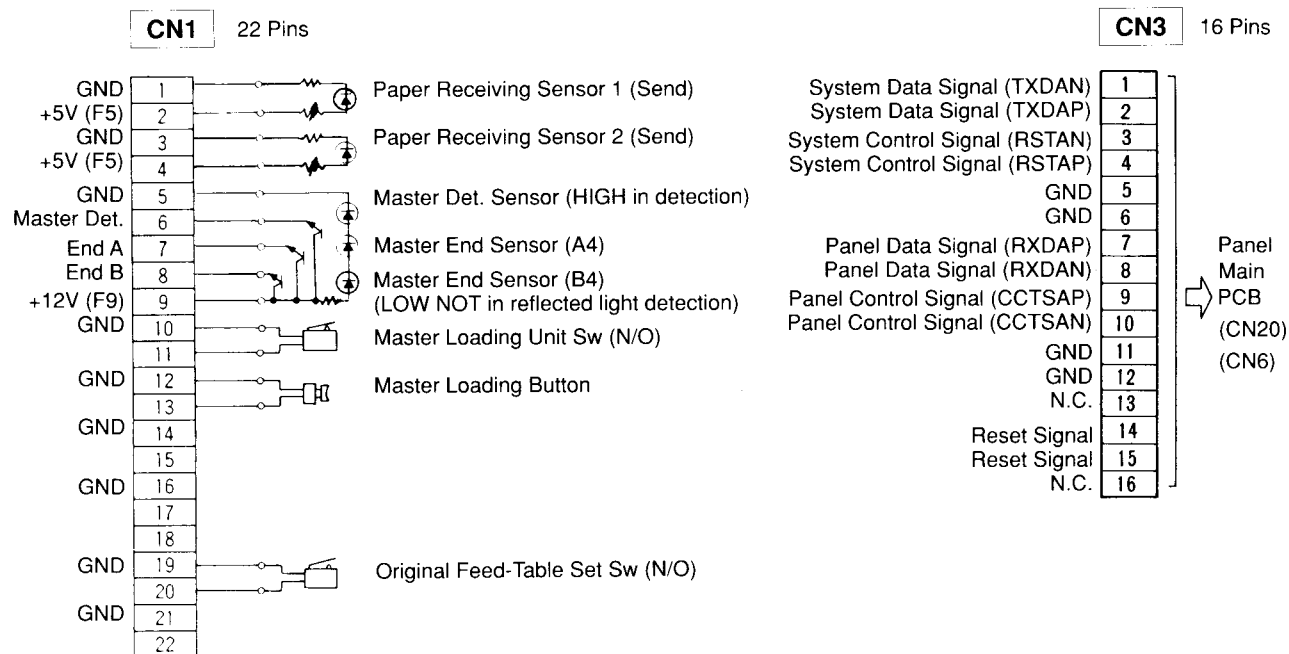 CN1 22 Pins
GND 1 Paper Receiving Sensor 1 (Send)
+5V (F5) 2
GND 3 Paper Receiving Sensor 2 (Send)
+5V (F5) 4
GND 5 Master Det. Sensor (HIGH in detection)
Master Det. 6
End A 7 Master End Sensor (A4)
End B 8 Master End Sensor (B4)
+12V (F9) 9 (LOW NOT in reflected light detection)
GND 10 Master Loading Unit Sw (N/O)
11
GND 12 Master Loading Button
13
GND 14
15
GND 16
17
18
GND 19 Original Feed-Table Set Sw (N/O)
20
GND 21
22
CN3 16 Pins
System Data Signal (TXDAN) 1
System Data Signal (TXDAP) 2
System Control Signal (RSTAN) 3
System Control Signal (RSTAP) 4
GND 5
GND 6
Panel Data Signal (RXDAP) 7
Panel Data Signal (RXDAN) 8
Panel Control Signal (CCTSAP) 9
Panel Control Signal (CCTSAN) 10
GND 11
GND 12
N.C. 13
Reset Signal 14
Reset Signal 15
N.C. 16
Panel
Main
PCB
(CN20)
(CN6)